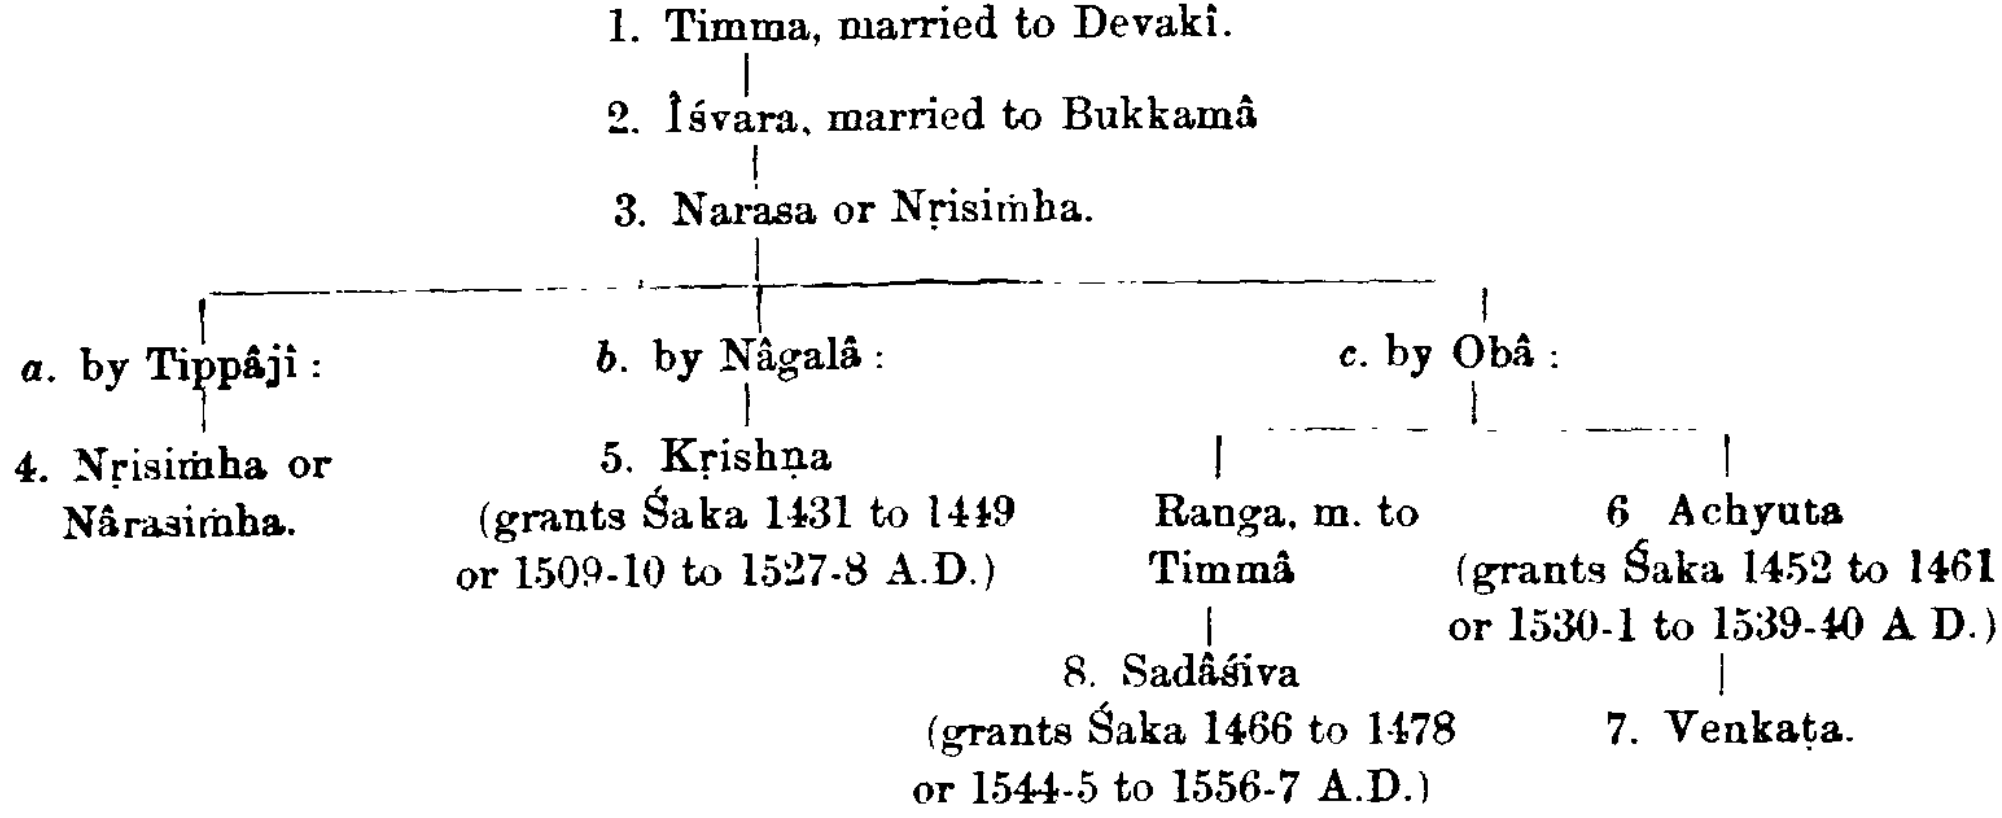 1. Timma, married to Devakî.
2. Îśvara, married to Bukkamâ
3. Narasa or Nṛisiṁha.
a. by Tippâjî :
b. by Nâgalâ :
c. by Obâ :
4. Nṛisiṁha or
Nârasiṁha.
5. Kṛishṇa
(grants Śaka 1431 to 1449
or 1509-10 to 1527-8 A.D.)
Ranga, m. to
Timmâ
6 Achyuta
(grants Śaka 1452 to 1461
or 1530-1 to 1539-40 A D.)
8. Sadâśiva
(grants Śaka 1466 to 1478
or 1544-5 to 1556-7 A.D.)
7. Venkaṭa.